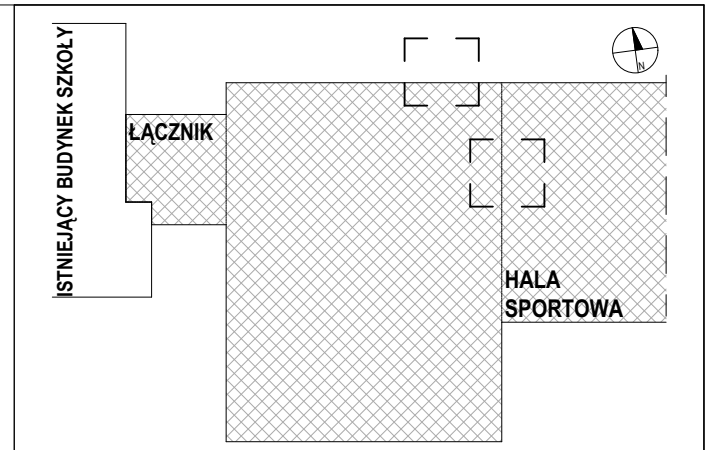 ISTNIEJĄCY BUDYNEK SZKOŁY
ŁĄCZNIK
N
HALA
SPORTOWA